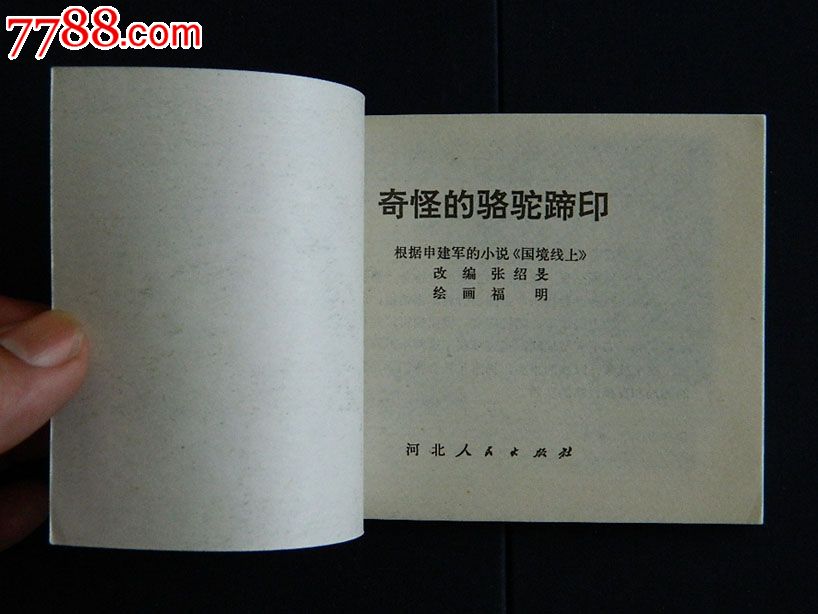 7788.com
奇怪的骆驼蹄印
根据申建军的小说《国境线上》
改编 张绍旻
绘画 福明
河北人民出版社